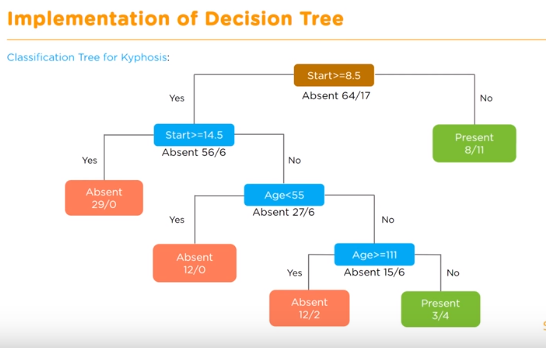 Implementation of Decision Tree
Classification Tree for Kyphosis:
Start>=8.5
Absent 64/17
Yes
No
Start>=14.5
Absent 56/6
Present
8/11
Yes
No
Absent
29/0
Age<55
Absent 27/6
Yes
No
Absent
12/0
Age>=111
Absent 15/6
Yes
No
Absent
12/2
Present
3/4